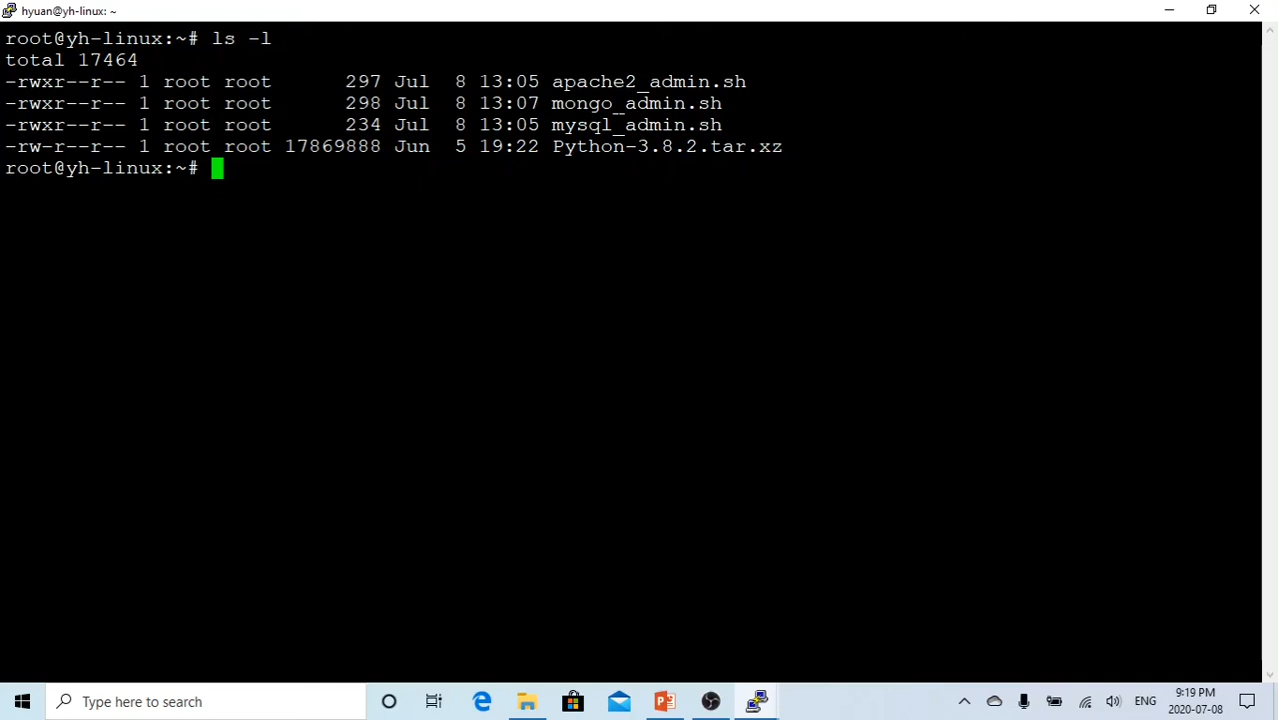 hyuan@yh-linux: ~
root@yh-linux:~# ls -l
total 17464
-rwxr--r-- 1 root root      297 Jul  8 13:05 apache2_admin.sh
-rwxr--r-- 1 root root      298 Jul  8 13:07 mongo_admin.sh
-rwxr--r-- 1 root root      234 Jul  8 13:05 mysql_admin.sh
-rw-r--r-- 1 root root 17869888 Jun  5 19:22 Python-3.8.2.tar.xz
root@yh-linux:~#
Type here to search
ENG
9:19 PM
2020-07-08